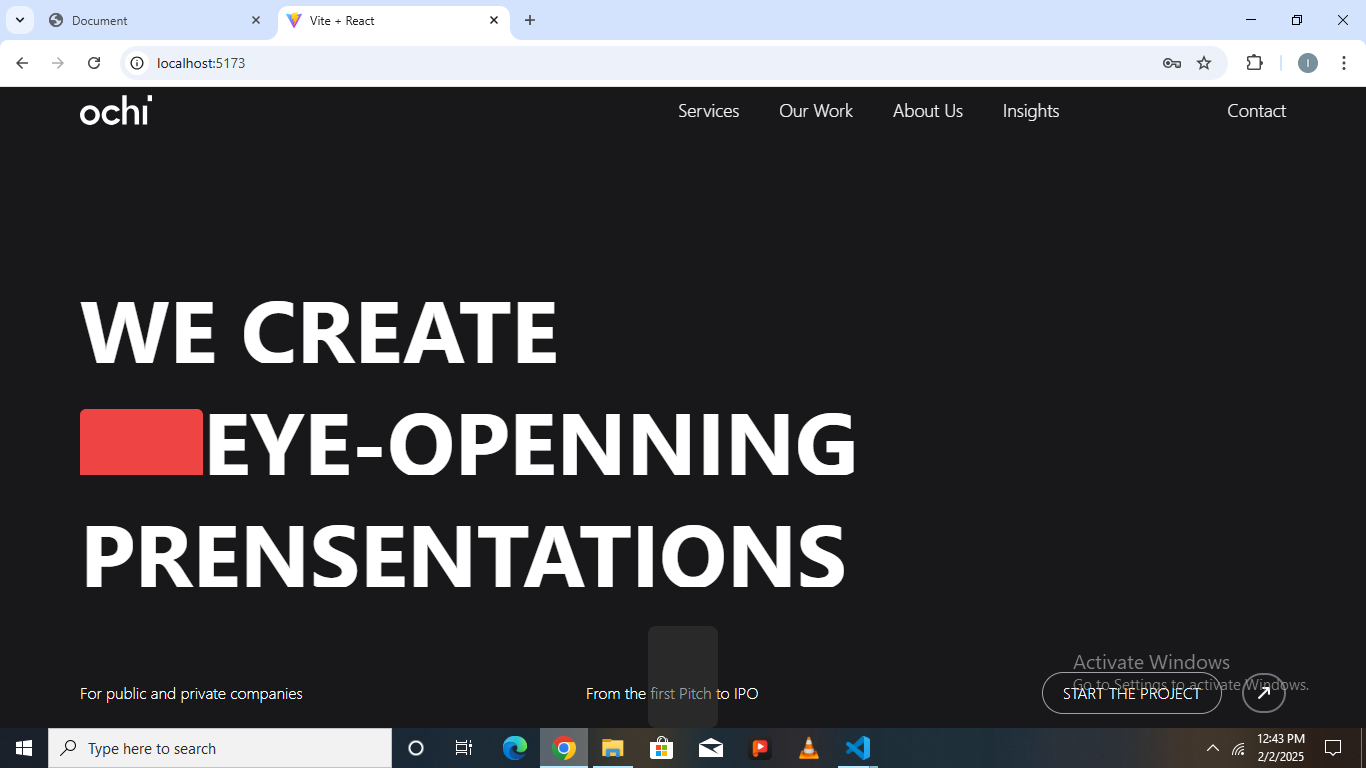 Document
Vite + React
localhost:5173
I
ochi
Services
Our Work
About Us
Insights
Contact
WE CREATE
EYE-OPENNING
PRENSENTATIONS
Activate Windows
Go to Settings to activate Windows.
For public and private companies
From the first Pitch to IPO
START THE PROJECT
Type here to search
12:43 PM
2/2/2025